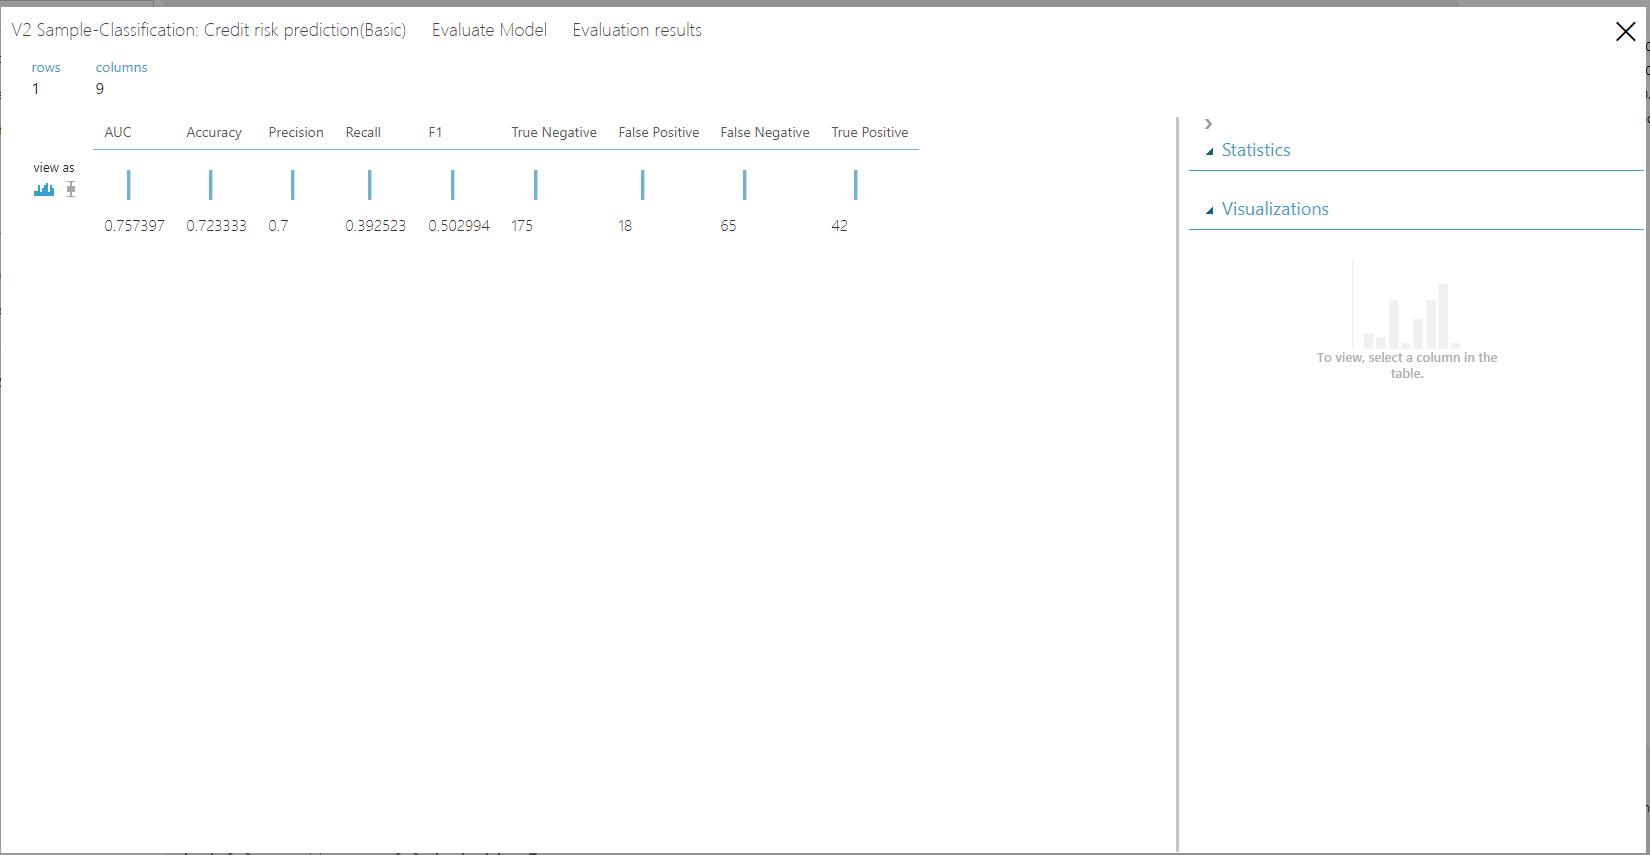 V2 Sample-Classification: Credit risk prediction(Basic) Evaluate Model Evaluation results
rows columns
1 9
AUC Accuracy Precision Recall F1 True Negative False Positive False Negative True Positive
view as
0.757397 0.723333 0.7 0.392523 0.502994 175 18 65 42
Statistics
Visualizations
To view, select a column in the
table.